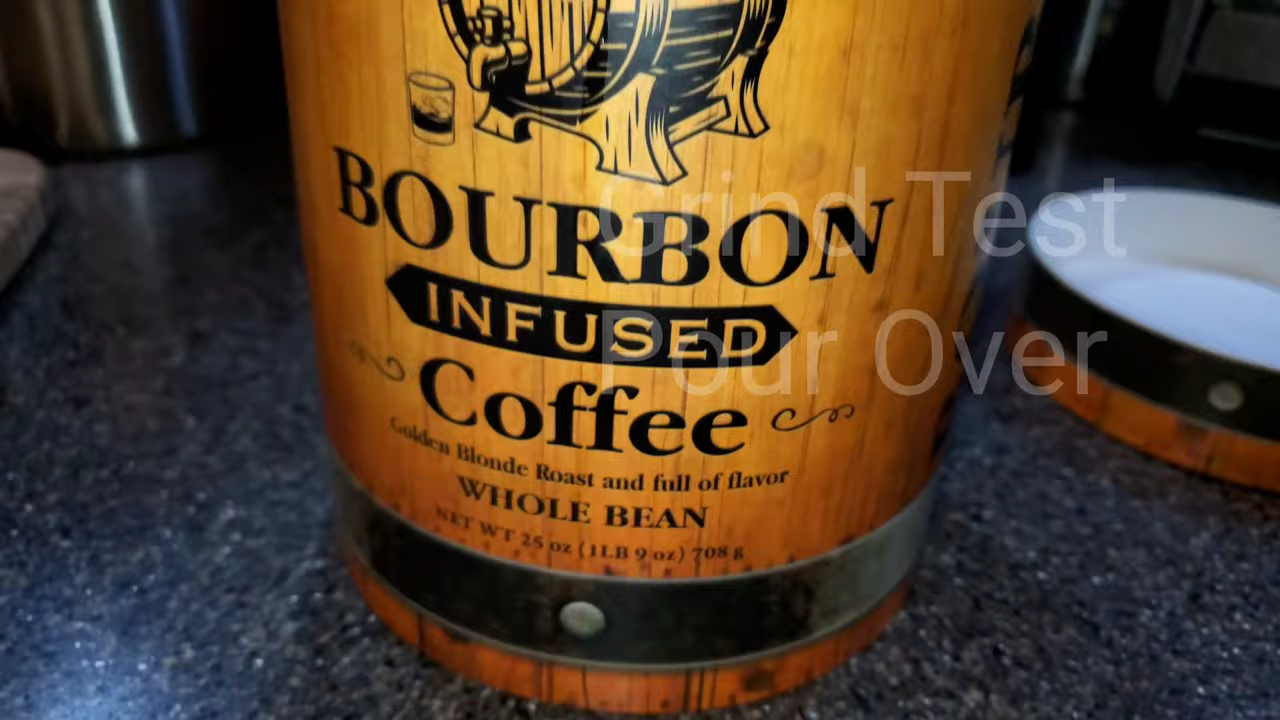 BOURBON
INFUSED
Coffee
Golden Blonde Roast and full of flavor
WHOLE BEAN
NET WT 25 oz (1LB 9 oz) 708 g
Grind Test
Pour Over